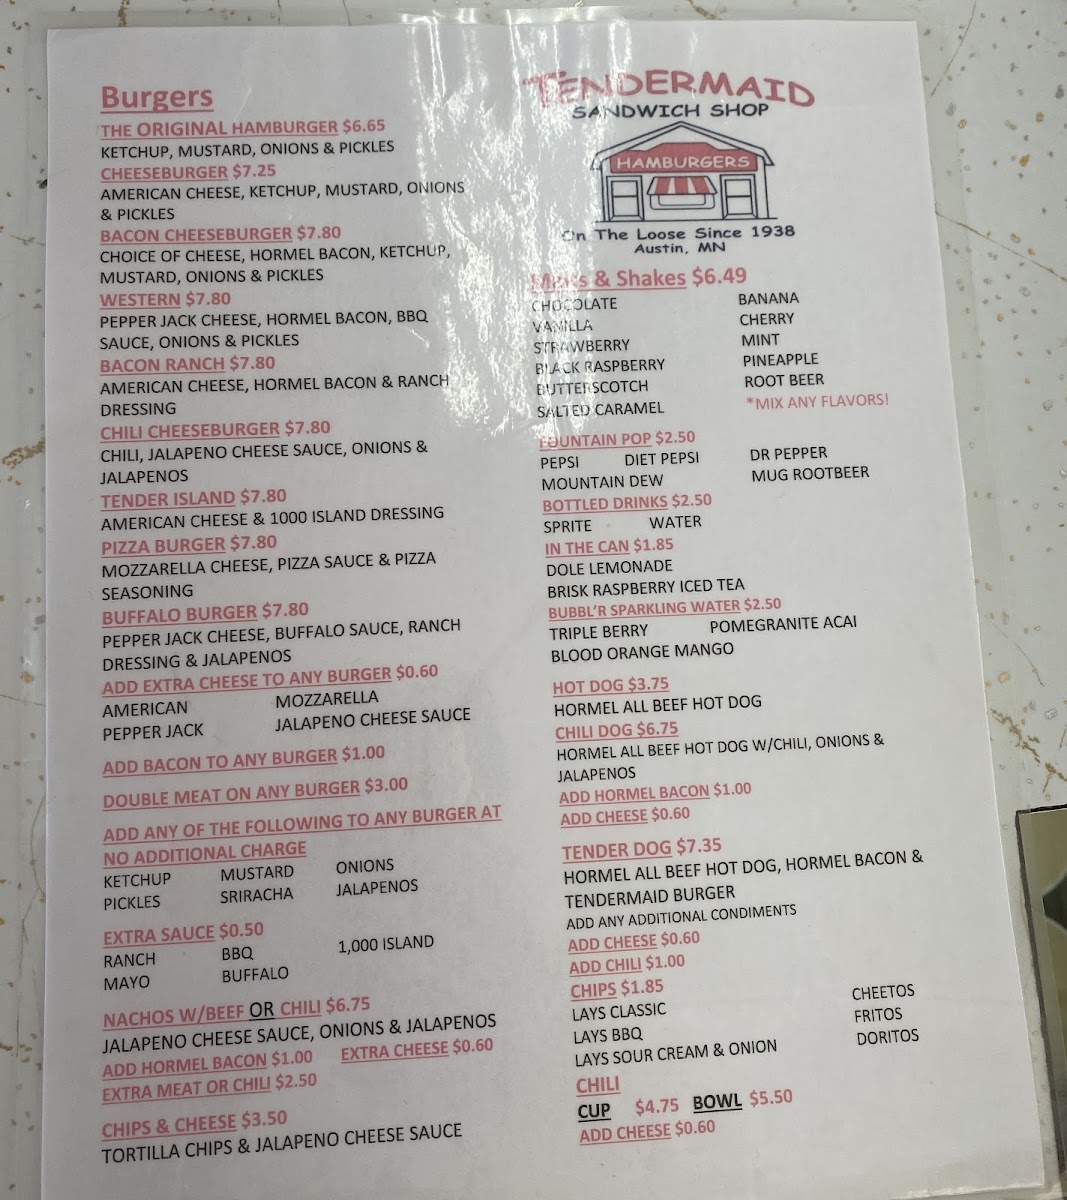 Burgers
THE ORIGINAL HAMBURGER $6.65
KETCHUP, MUSTARD, ONIONS & PICKLES
CHEESEBURGER $7.25
AMERICAN CHEESE, KETCHUP, MUSTARD, ONIONS
& PICKLES
BACON CHEESEBURGER $7.80
CHOICE OF CHEESE, HORMEL BACON, KETCHUP,
MUSTARD, ONIONS & PICKLES
WESTERN $7.80
PEPPER JACK CHEESE, HORMEL BACON, BBQ
SAUCE, ONIONS & PICKLES
BACON RANCH $7.80
AMERICAN CHEESE, HORMEL BACON & RANCH
DRESSING
CHILI CHEESEBURGER $7.80
CHILI, JALAPENO CHEESE SAUCE, ONIONS &
JALAPENOS
TENDER ISLAND $7.80
AMERICAN CHEESE & 1000 ISLAND DRESSING
PIZZA BURGER $7.80
MOZZARELLA CHEESE, PIZZA SAUCE & PIZZA
SEASONING
BUFFALO BURGER $7.80
PEPPER JACK CHEESE, BUFFALO SAUCE, RANCH
DRESSING & JALAPENOS
ADD EXTRA CHEESE TO ANY BURGER $0.60
AMERICAN MOZZARELLA
PEPPER JACK JALAPENO CHEESE SAUCE
ADD BACON TO ANY BURGER $1.00
DOUBLE MEAT ON ANY BURGER $3.00
ADD ANY OF THE FOLLOWING TO ANY BURGER AT
NO ADDITIONAL CHARGE
KETCHUP MUSTARD ONIONS
PICKLES SRIRACHA JALAPENOS
EXTRA SAUCE $0.50
RANCH BBQ 1,000 ISLAND
MAYO BUFFALO
NACHOS W/BEEF OR CHILI $6.75
JALAPENO CHEESE SAUCE, ONIONS & JALAPENOS
ADD HORMEL BACON $1.00 EXTRA CHEESE $0.60
EXTRA MEAT OR CHILI $2.50
CHIPS & CHEESE $3.50
TORTILLA CHIPS & JALAPENO CHEESE SAUCE
TENDERMAID
SANDWICH SHOP
HAMBURGERS
On The Loose Since 1938
Austin, MN
Malts & Shakes $6.49
CHOCOLATE BANANA
VANILLA CHERRY
STRAWBERRY MINT
BLACK RASPBERRY PINEAPPLE
BUTTERSCOTCH ROOT BEER
SALTED CARAMEL *MIX ANY FLAVORS!
FOUNTAIN POP $2.50
PEPSI DIET PEPSI DR PEPPER
MOUNTAIN DEW MUG ROOTBEER
BOTTLED DRINKS $2.50
SPRITE WATER
IN THE CAN $1.85
DOLE LEMONADE
BRISK RASPBERRY ICED TEA
BUBBL'R SPARKLING WATER $2.50
TRIPLE BERRY POMEGRANITE ACAI
BLOOD ORANGE MANGO
HOT DOG $3.75
HORMEL ALL BEEF HOT DOG
CHILI DOG $6.75
HORMEL ALL BEEF HOT DOG W/CHILI, ONIONS &
JALAPENOS
ADD HORMEL BACON $1.00
ADD CHEESE $0.60
TENDER DOG $7.35
HORMEL ALL BEEF HOT DOG, HORMEL BACON &
TENDERMAID BURGER
ADD ANY ADDITIONAL CONDIMENTS
ADD CHEESE $0.60
ADD CHILI $1.00
CHIPS $1.85
LAYS CLASSIC CHEETOS
LAYS BBQ FRITOS
LAYS SOUR CREAM & ONION DORITOS
CHILI
CUP $4.75 BOWL $5.50
ADD CHEESE $0.60